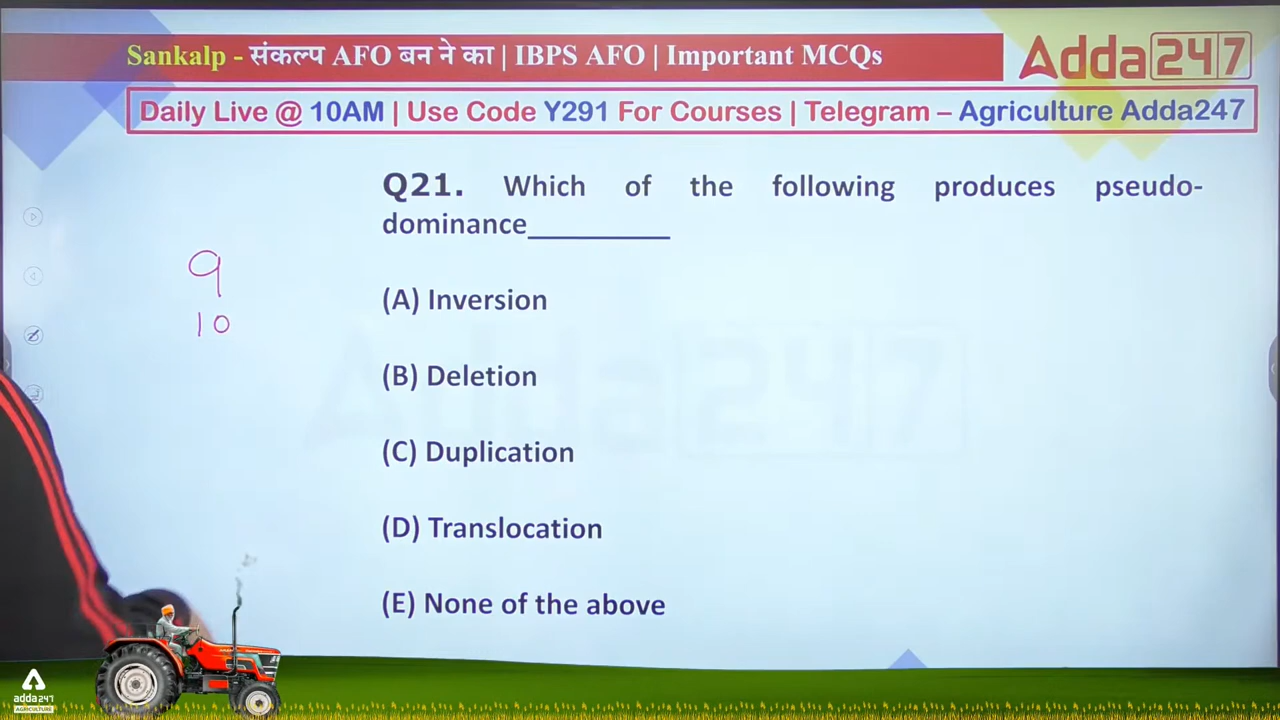 Sankalp - संकल्प AFO बन ने का | IBPS AFO | Important MCQs
Adda247
Daily Live @ 10AM | Use Code Y291 For Courses | Telegram – Agriculture Adda247
Q21. Which of the following produces pseudo-
dominance__________
9
10
(A) Inversion
(B) Deletion
(C) Duplication
(D) Translocation
(E) None of the above
adda247
AGRICULTURE